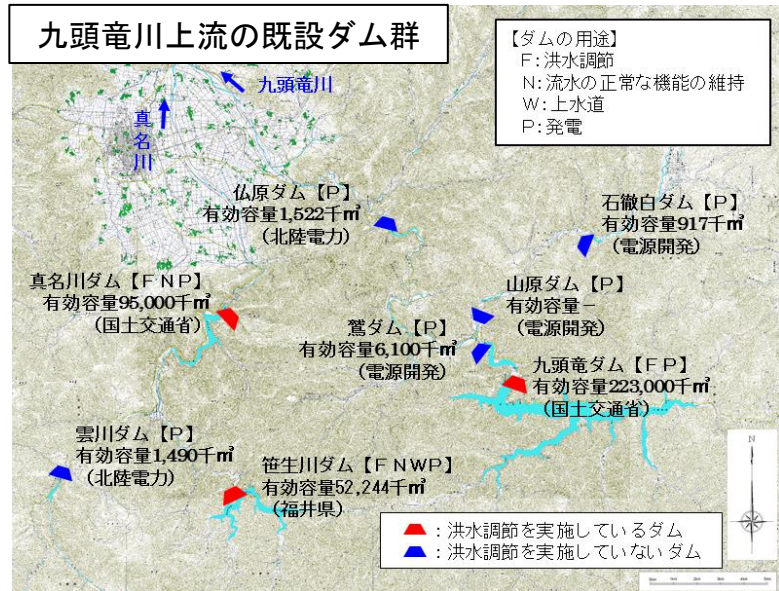 九頭竜川上流の既設ダム群
【ダムの用途】
F:洪水調節
N:流水の正常な機能の維持
W:上水道
P:発電
九頭竜川
真名川
仏原ダム【P】
有効容量1,522千㎥
(北陸電力)
石徹白ダム【P】
有効容量917千㎥
(電源開発)
真名川ダム【FNP】
有効容量95,000千㎥
(国土交通省)
山原ダム【P】
有効容量－
(電源開発)
鷲ダム【P】
有効容量6,100千㎥
(電源開発)
九頭竜ダム【FP】
有効容量223,000千㎥
(国土交通省)
雲川ダム【P】
有効容量1,490千㎥
(北陸電力)
笹生川ダム【FNWP】
有効容量52,244千㎥
(福井県)
:洪水調節を実施しているダム
:洪水調節を実施していないダム